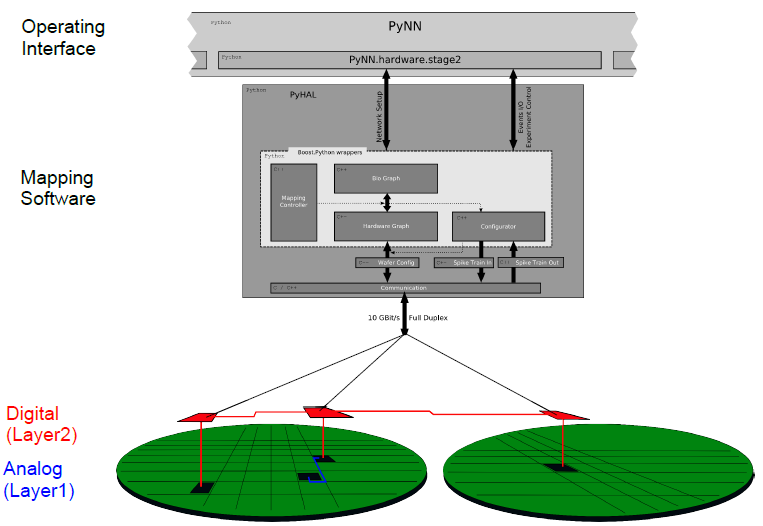 Operating
Interface
Python
PyNN
Python
PyNN.hardware.stage2
Python
PyHAL
Network Setup
Events I/O
Experiment Control
Mapping
Software
Boost.Python wrappers
Python
C++
Mapping
Controller
C++
Bio Graph
C++
Hardware Graph
C++
Configurator
C++ Wafer Config
C++ Spike Train In
C++ Spike Train Out
C / C++ Communication
10 GBit/s Full Duplex
Digital
(Layer2)
Analog
(Layer1)